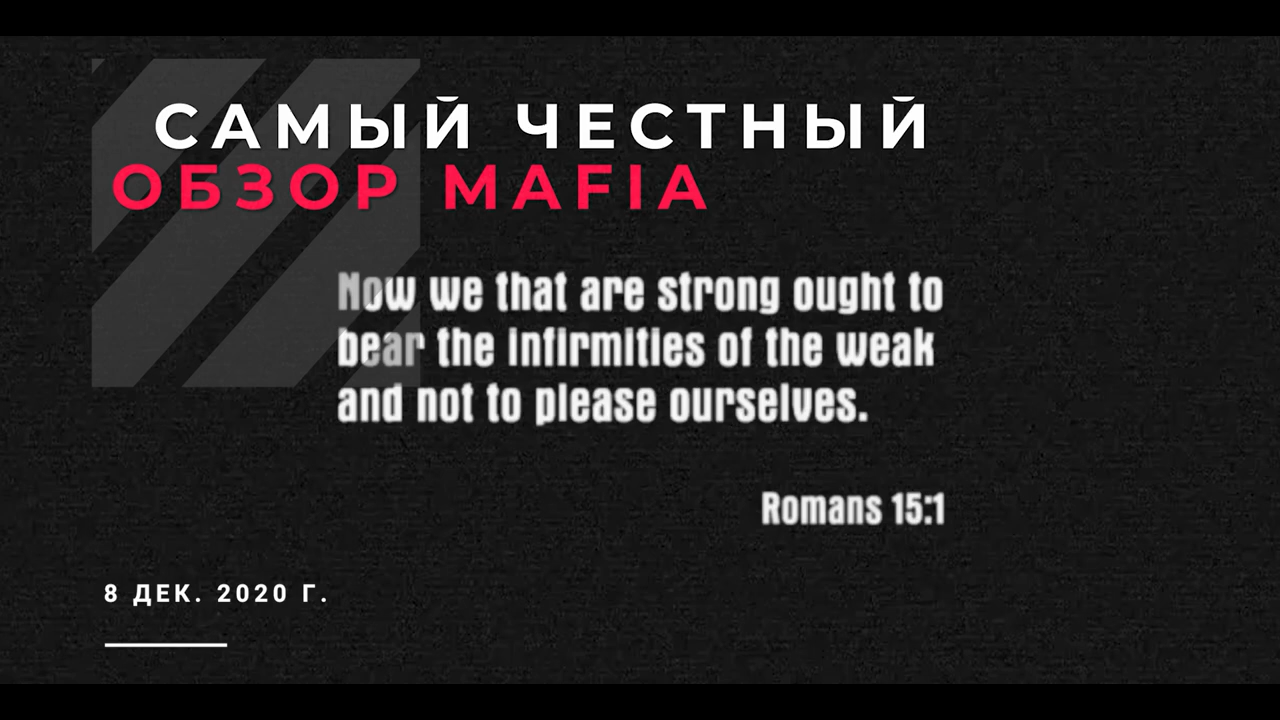 САМЫЙ ЧЕСТНЫЙ
ОБЗОР MAFIA
Now we that are strong ought to
bear the infirmities of the weak
and not to please ourselves.
Romans 15:1
8 ДЕК. 2020 Г.